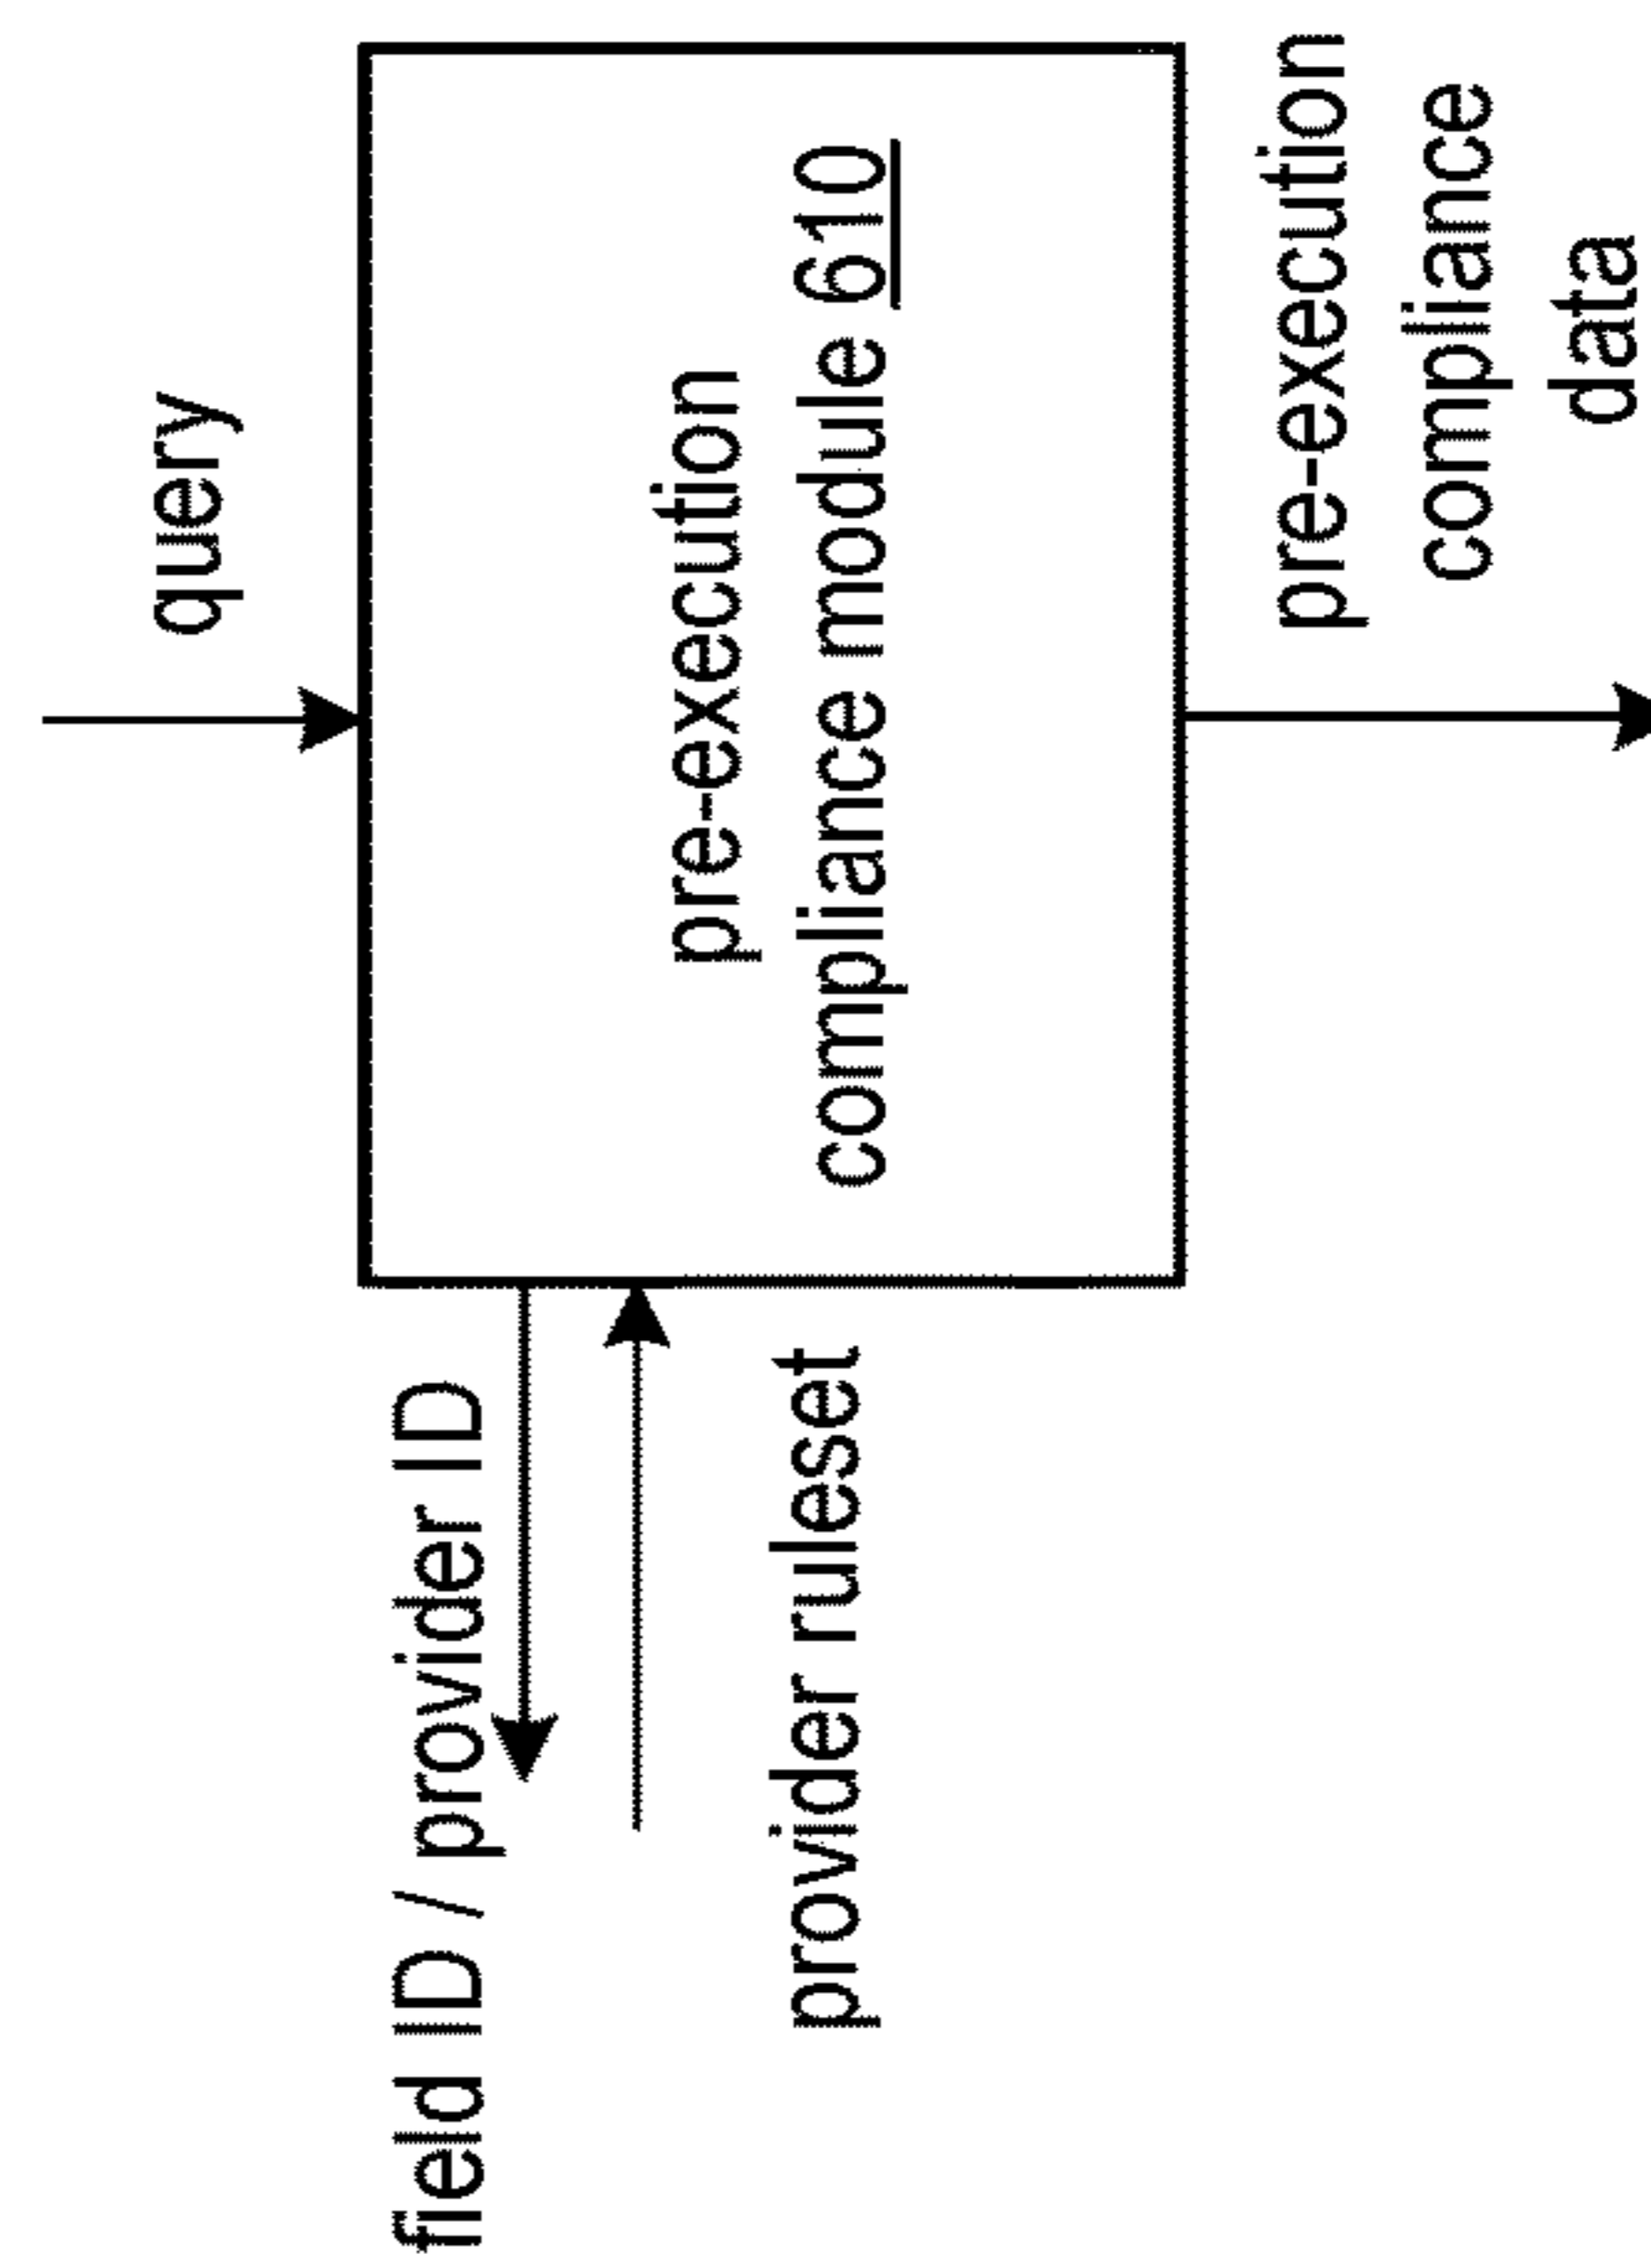 query
field ID / provider ID
pre-execution
compliance module 610
provider ruleset
pre-execution
compliance
data